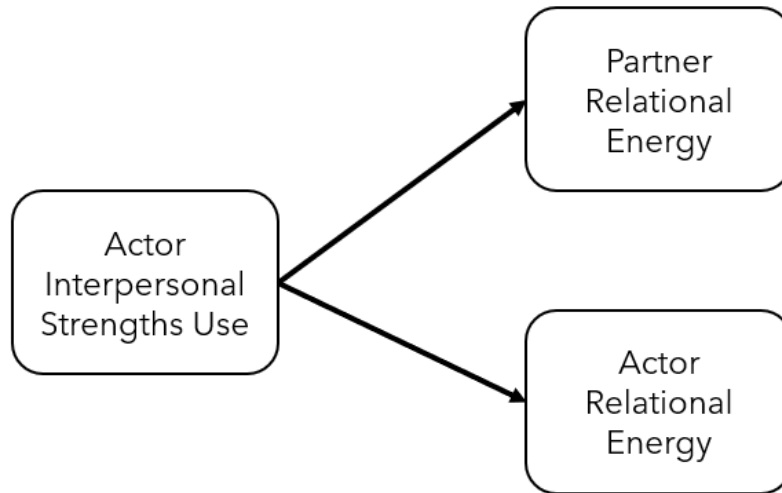 Partner
Relational
Energy
Actor
Interpersonal
Strengths Use
Actor
Relational
Energy